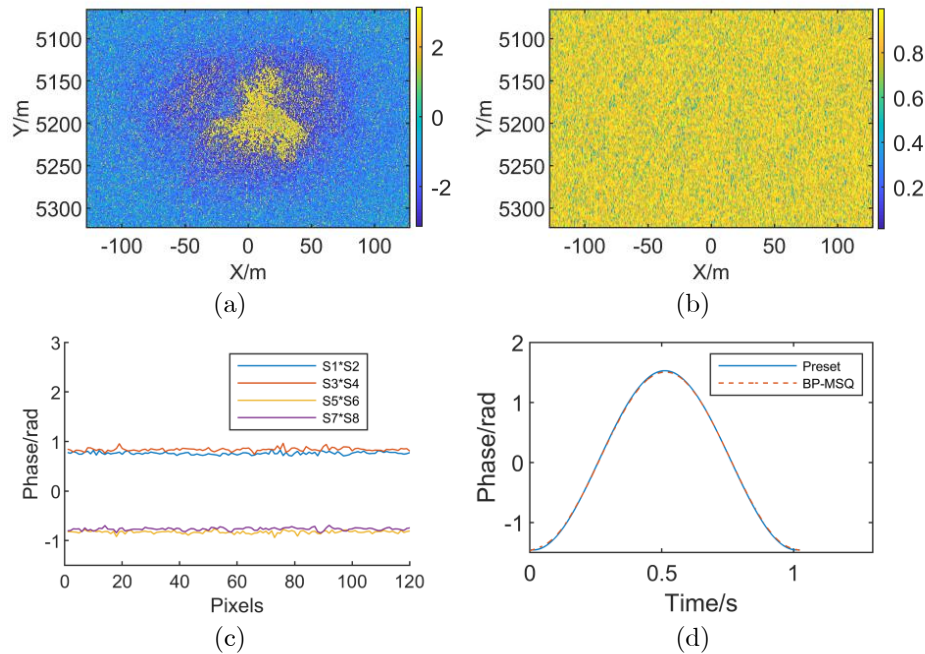 5100
5150
5200
5250
5300
Y/m
-100 -50 0 50 100
X/m
2
0
-2
(a)
5100
5150
5200
5250
5300
Y/m
-100 -50 0 50 100
X/m
0.8
0.6
0.4
0.2
(b)
3
2
1
0
-1
Phase/rad
S1*S2
S3*S4
S5*S6
S7*S8
0 20 40 60 80 100 120
Pixels
(c)
2
1
0
-1
Phase/rad
Preset
BP-MSQ
0 0.5 1
Time/s
(d)